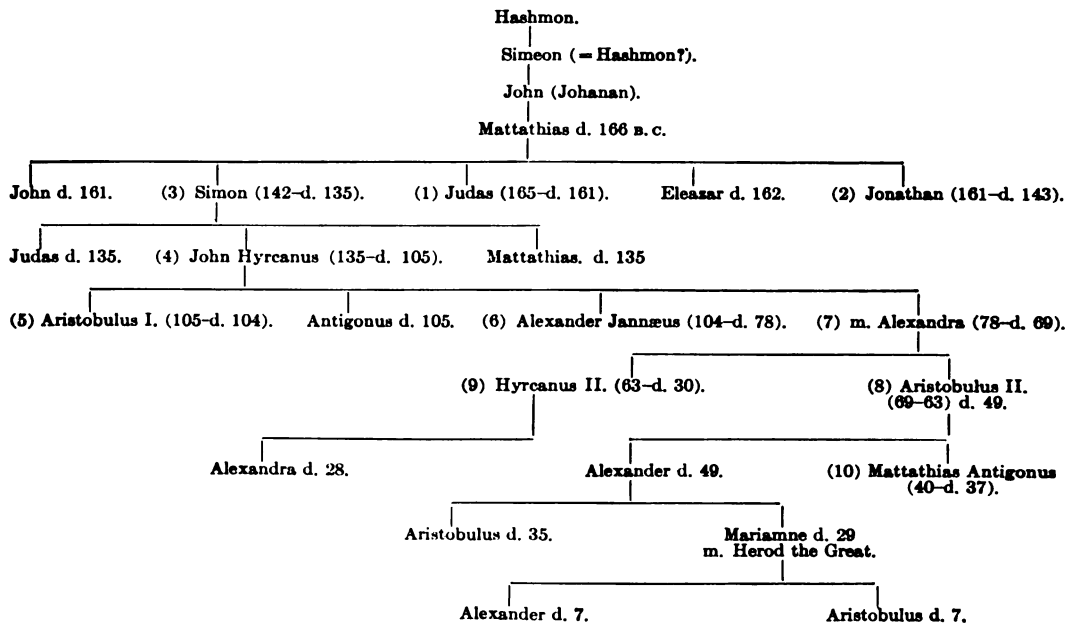 Hashmon.
Simeon (=Hashmon?).
John (Johanan).
Mattathias d. 166 B.C.
John d. 161. (3) Simon (142–d. 135). (1) Judas (165–d. 161). Eleazar d. 162. (2) Jonathan (161–d. 143).
Judas d. 135. (4) John Hyrcanus (135–d. 105). Mattathias. d. 135
(5) Aristobulus I. (105–d. 104). Antigonus d. 105. (6) Alexander Jannæus (104–d. 78). (7) m. Alexandra (78–d. 69).
(9) Hyrcanus II. (63–d. 30). (8) Aristobulus II.
(69–63) d. 49.
Alexandra d. 28. Alexander d. 49. (10) Mattathias Antigonus
(40–d. 37).
Aristobulus d. 35. Mariamne d. 29
m. Herod the Great.
Alexander d. 7. Aristobulus d. 7.